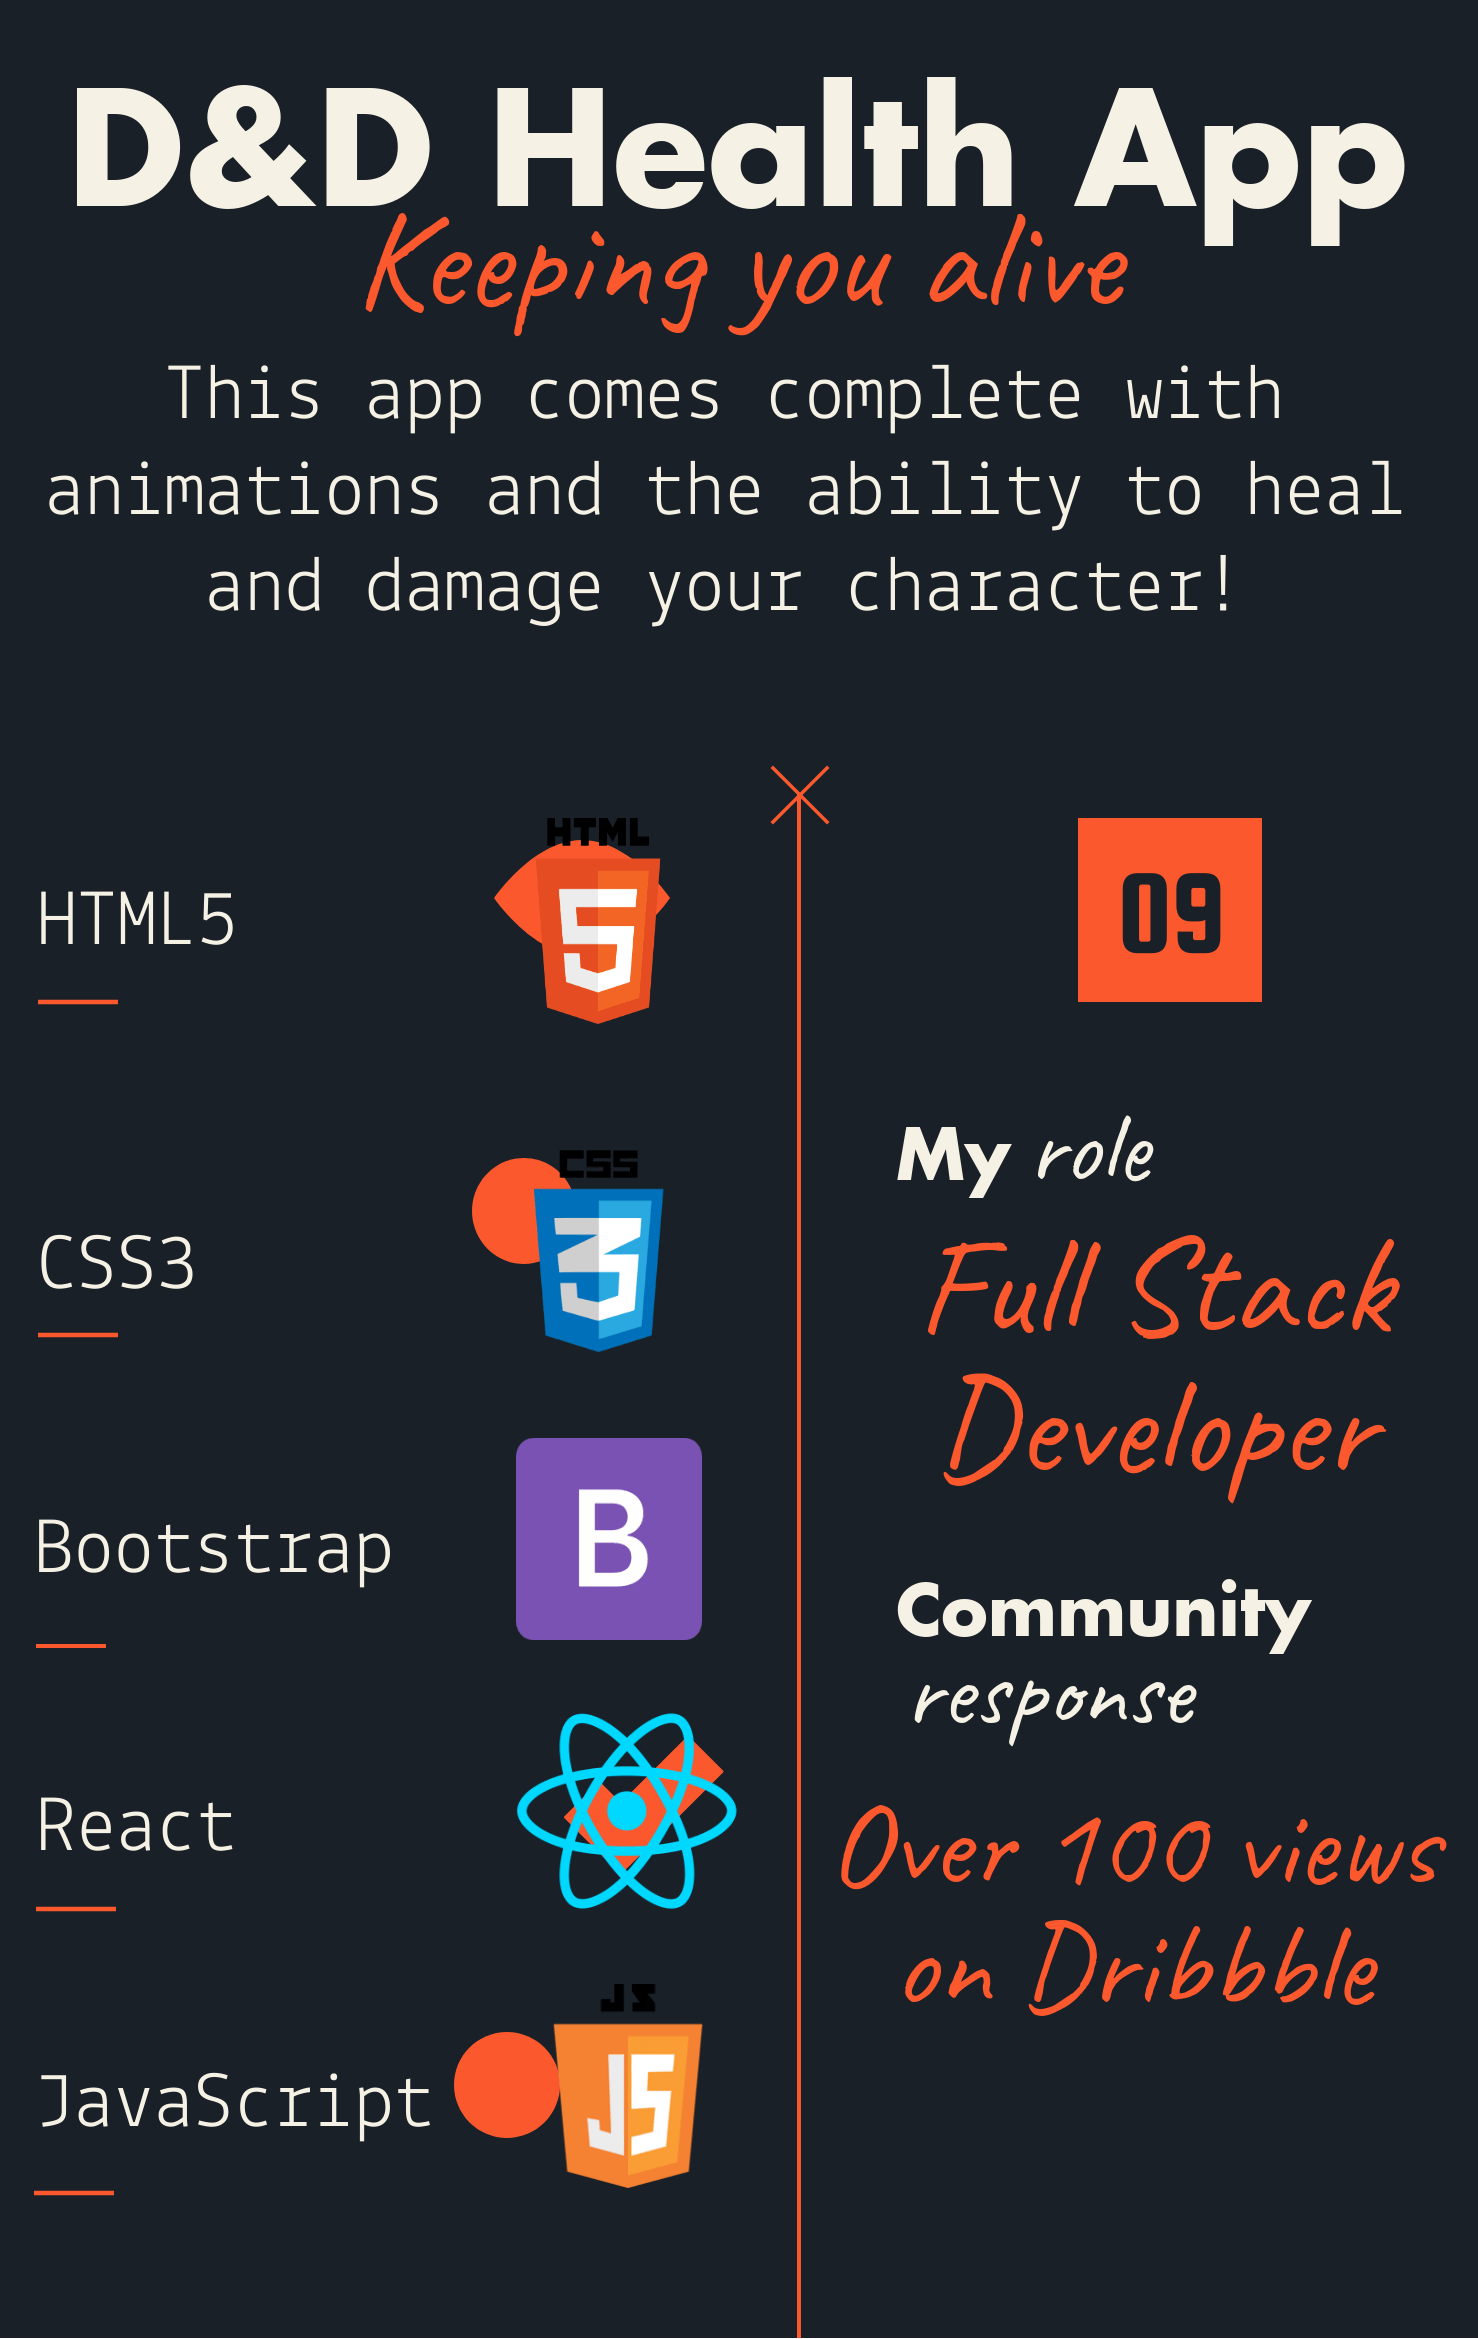 D&D Health App
Keeping you alive
This app comes complete with
animations and the ability to heal
and damage your character!
HTML
5
HTML5
CSS
3
CSS3
B
Bootstrap
React
JS
JS
JavaScript
09
My role
Full Stack
Developer
Community
response
Over 100 views
on Dribbble